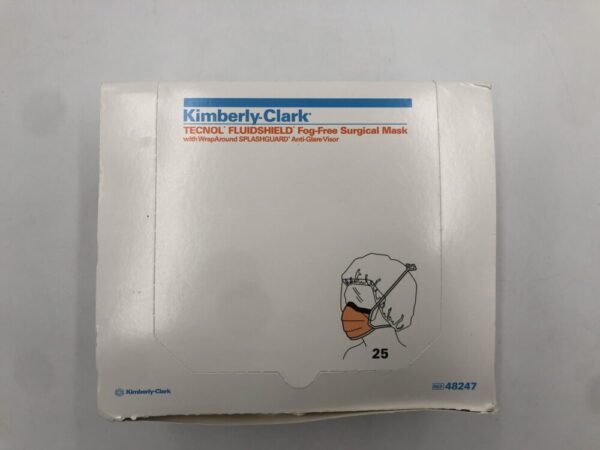 Kimberly-Clark®
TECNOL* FLUIDSHIELD* Fog-Free Surgical Mask
with WrapAround SPLASHGUARD* Anti-Glare Visor
25
Kimberly-Clark
REF 48247